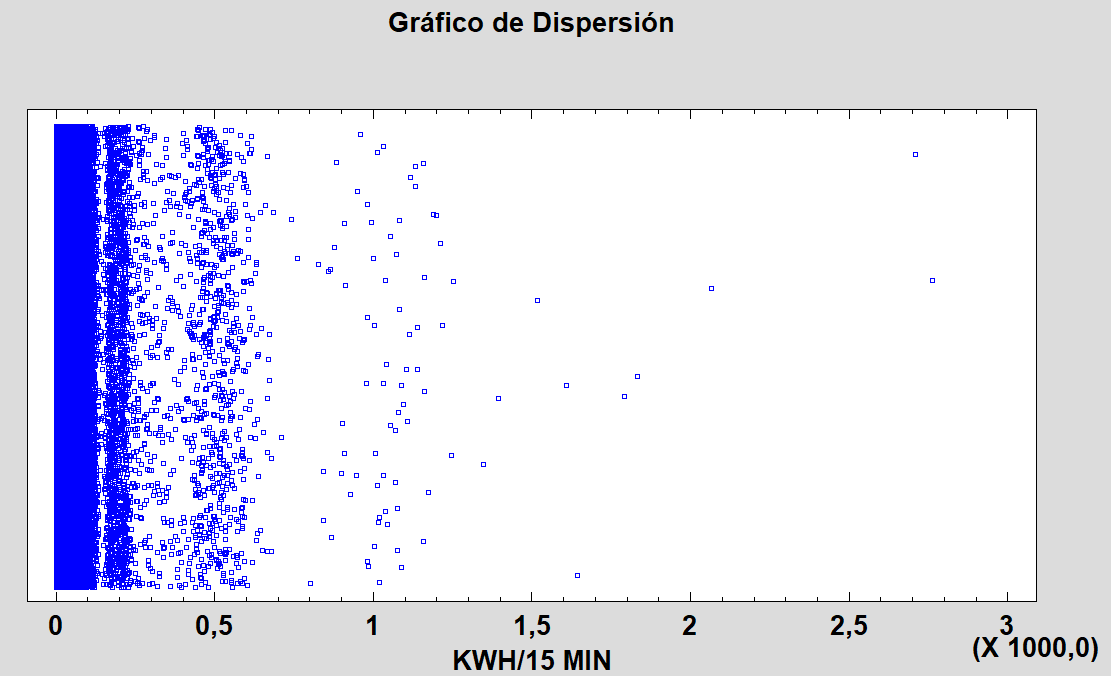 Gráfico de Dispersión
0 0,5 1 1,5 2 2,5 3
(X 1000,0)
KWH/15 MIN